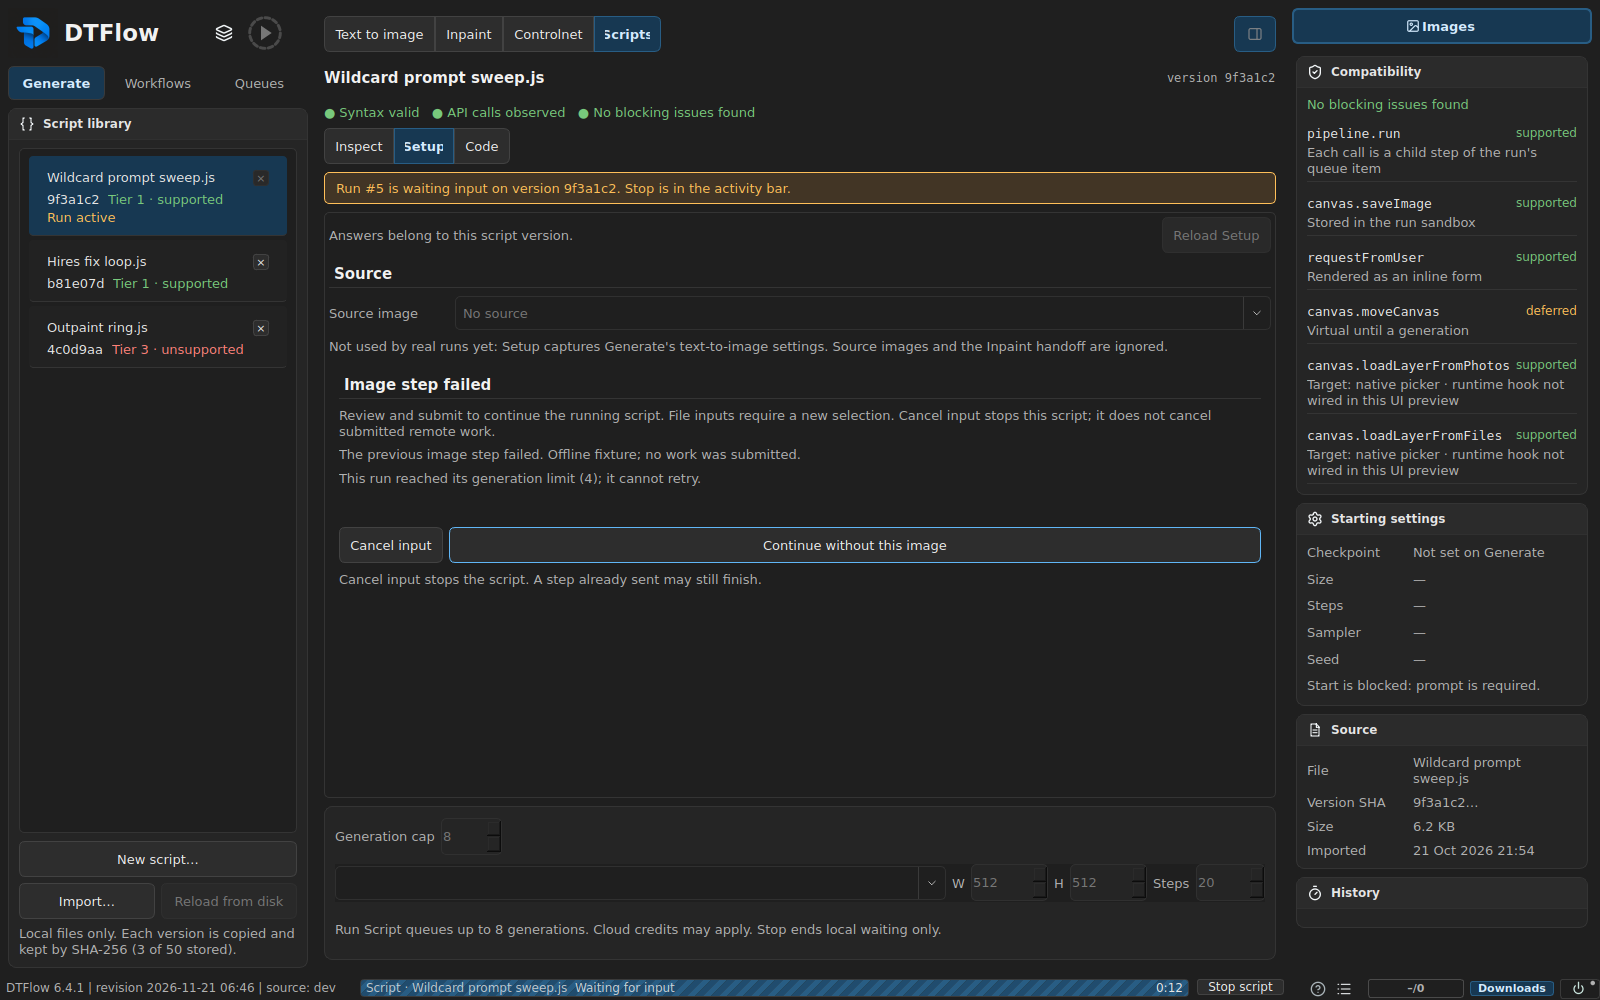 DTFlow
Generate
Workflows
Queues
Script library
Wildcard prompt sweep.js
9f3a1c2 Tier 1 · supported
Run active
Hires fix loop.js
b81e07d Tier 1 · supported
Outpaint ring.js
4c0d9aa Tier 3 · unsupported
New script...
Import...
Reload from disk
Local files only. Each version is copied and
kept by SHA-256 (3 of 50 stored).
Text to image
Inpaint
Controlnet
Scripts
Wildcard prompt sweep.js
version 9f3a1c2
Syntax valid
API calls observed
No blocking issues found
Inspect
Setup
Code
Run #5 is waiting input on version 9f3a1c2. Stop is in the activity bar.
Answers belong to this script version.
Reload Setup
Source
Source image
No source
Not used by real runs yet: Setup captures Generate's text-to-image settings. Source images and the Inpaint handoff are ignored.
Image step failed
Review and submit to continue the running script. File inputs require a new selection. Cancel input stops this script; it does not cancel
submitted remote work.
The previous image step failed. Offline fixture; no work was submitted.
This run reached its generation limit (4); it cannot retry.
Cancel input
Continue without this image
Cancel input stops the script. A step already sent may still finish.
Generation cap
8
W
512
H
512
Steps
20
Run Script queues up to 8 generations. Cloud credits may apply. Stop ends local waiting only.
Images
Compatibility
No blocking issues found
pipeline.run supported
Each call is a child step of the run's
queue item
canvas.saveImage supported
Stored in the run sandbox
requestFromUser supported
Rendered as an inline form
canvas.moveCanvas deferred
Virtual until a generation
canvas.loadLayerFromPhotos supported
Target: native picker · runtime hook not
wired in this UI preview
canvas.loadLayerFromFiles supported
Target: native picker · runtime hook not
wired in this UI preview
Starting settings
Checkpoint Not set on Generate
Size —
Steps —
Sampler —
Seed —
Start is blocked: prompt is required.
Source
File Wildcard prompt
sweep.js
Version SHA 9f3a1c2...
Size 6.2 KB
Imported 21 Oct 2026 21:54
History
DTFlow 6.4.1 | revision 2026-11-21 06:46 | source: dev
Script · Wildcard prompt sweep.js Waiting for input
0:12
Stop script
-/0
Downloads